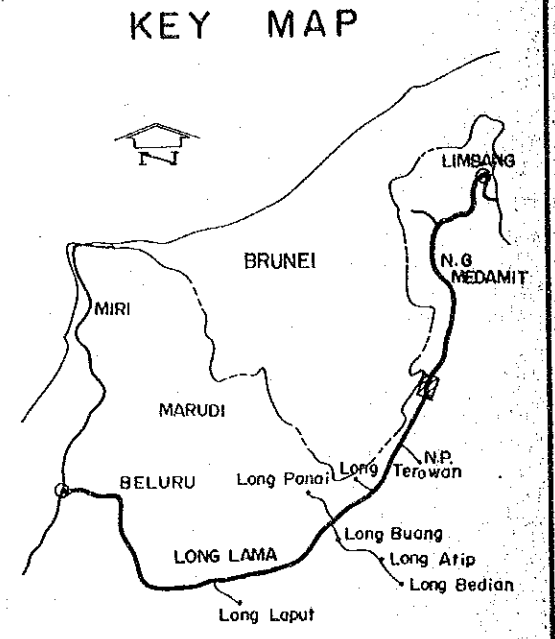 KEY MAP
N
LIMBANG
BRUNEI
N.G
MEDAMIT
MIRI
MARUDI
N.P.
Long Terowan
BELURU
Long Panai
Long Buang
LONG LAMA
Long Atip
Long Bedian
Long Laput